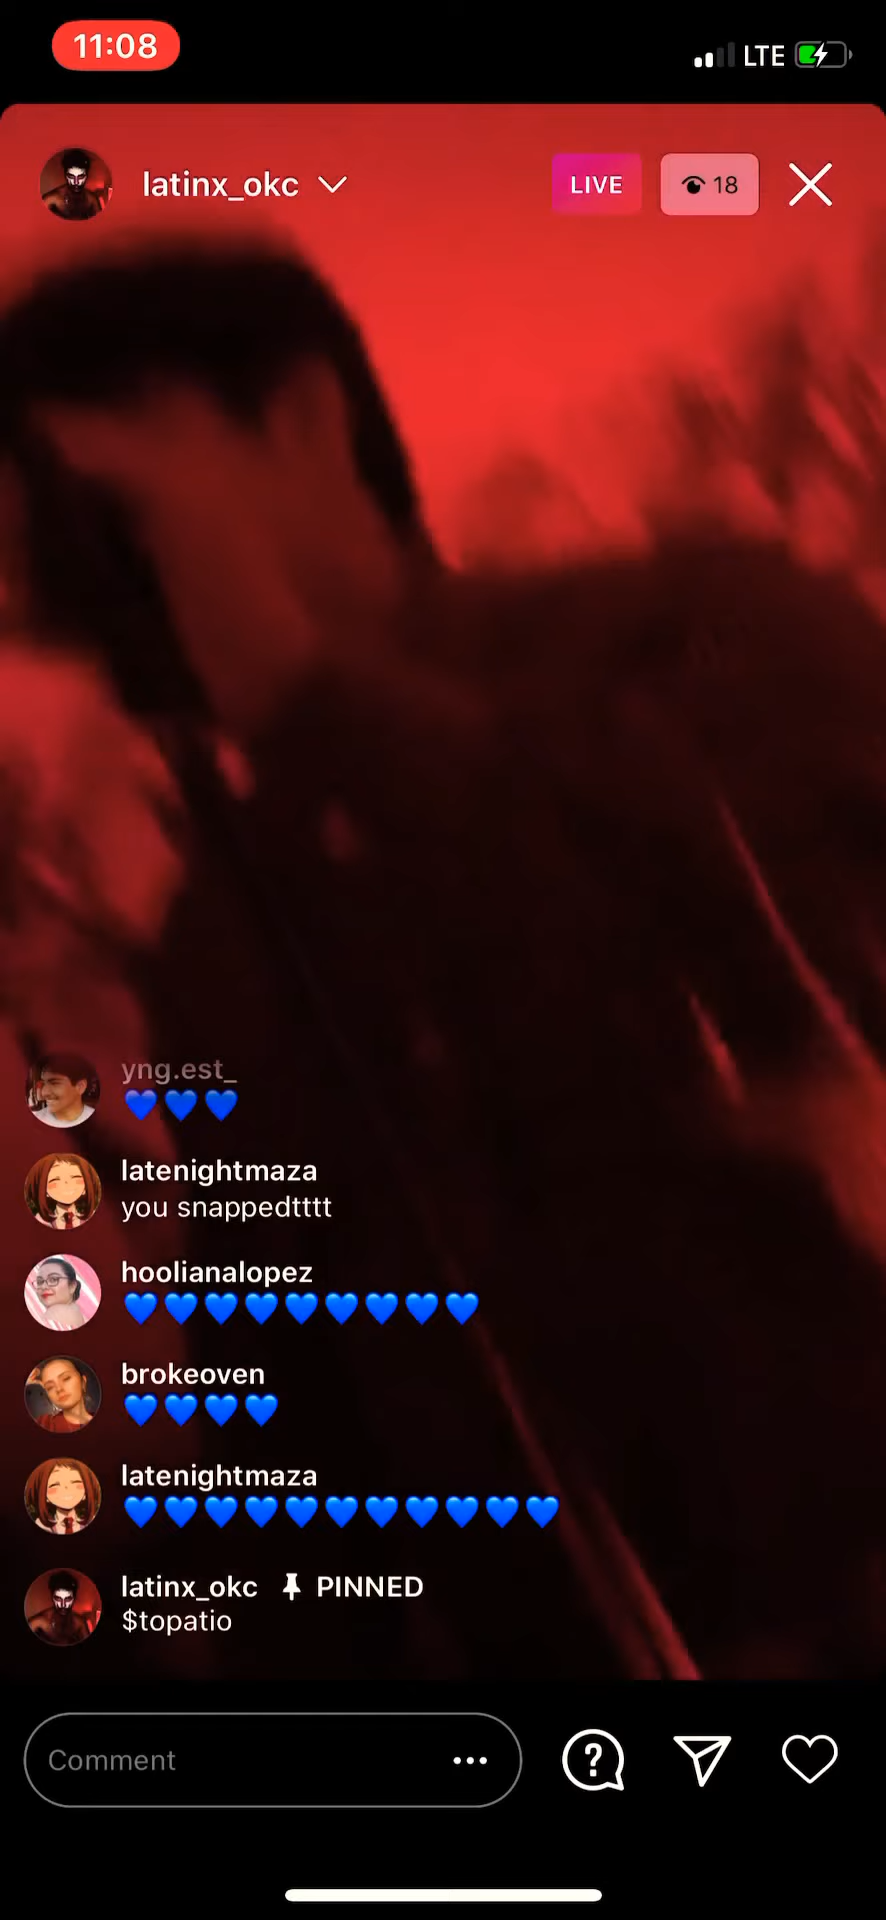 11:08
LTE
latinx_okc
LIVE
18
yng.est_
💙💙💙
latenightmaza
you snappedtttt
hoolianalopez
💙💙💙💙💙💙💙💙💙
brokeoven
💙💙💙💙
latenightmaza
💙💙💙💙💙💙💙💙💙💙💙
latinx_okc PINNED
$topatio
Comment